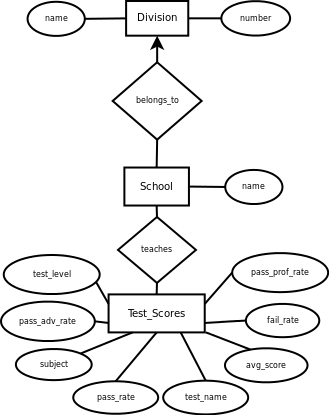 name
Division
number
belongs_to
School
name
teaches
test_level
pass_prof_rate
Test_Scores
pass_adv_rate
fail_rate
subject
avg_score
pass_rate
test_name